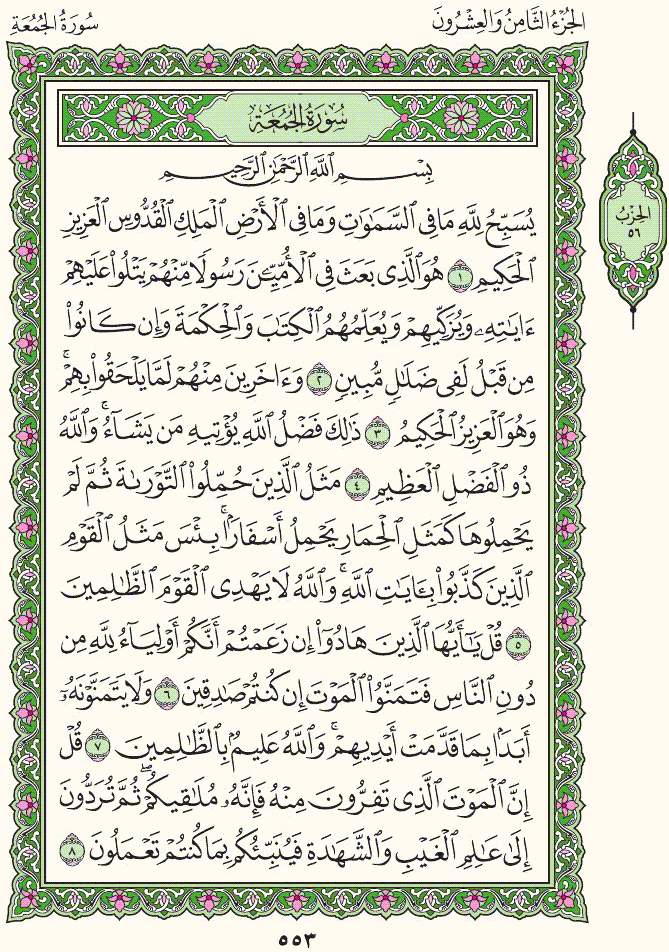 الجُزْءُ الثَّامِنُ وَالعِشْرُونَ
سُورَةُ الجُمُعَةِ
سُورَةُ الجُمُعَةِ
بِسْمِ ٱللَّهِ ٱلرَّحْمَٰنِ ٱلرَّحِيمِ
يُسَبِّحُ لِلَّهِ مَا فِي ٱلسَّمَٰوَٰتِ وَمَا فِي ٱلْأَرْضِ ٱلْمَلِكِ ٱلْقُدُّوسِ ٱلْعَزِيزِ
ٱلْحَكِيمِ ١ هُوَ ٱلَّذِي بَعَثَ فِي ٱلْأُمِّيِّـۧنَ رَسُولًا مِّنْهُمْ يَتْلُوا۟ عَلَيْهِمْ
ءَايَٰتِهِۦ وَيُزَكِّيهِمْ وَيُعَلِّمُهُمُ ٱلْكِتَٰبَ وَٱلْحِكْمَةَ وَإِن كَانُوا۟
مِن قَبْلُ لَفِي ضَلَٰلٍ مُّبِينٍ ٢ وَءَاخَرِينَ مِنْهُمْ لَمَّا يَلْحَقُوا۟ بِهِمْ ۚ
وَهُوَ ٱلْعَزِيزُ ٱلْحَكِيمُ ٣ ذَٰلِكَ فَضْلُ ٱللَّهِ يُؤْتِيهِ مَن يَشَآءُ ۚ وَٱللَّهُ
ذُو ٱلْفَضْلِ ٱلْعَظِيمِ ٤ مَثَلُ ٱلَّذِينَ حُمِّلُوا۟ ٱلتَّوْرَىٰةَ ثُمَّ لَمْ
يَحْمِلُوهَا كَمَثَلِ ٱلْحِمَارِ يَحْمِلُ أَسْفَارًۢا ۚ بِئْسَ مَثَلُ ٱلْقَوْمِ
ٱلَّذِينَ كَذَّبُوا۟ بِـَٔايَٰتِ ٱللَّهِ ۚ وَٱللَّهُ لَا يَهْدِي ٱلْقَوْمَ ٱلظَّٰلِمِينَ
٥ قُلْ يَٰٓأَيُّهَا ٱلَّذِينَ هَادُوٓا۟ إِن زَعَمْتُمْ أَنَّكُمْ أَوْلِيَآءُ لِلَّهِ مِن
دُونِ ٱلنَّاسِ فَتَمَنَّوُا۟ ٱلْمَوْتَ إِن كُنتُمْ صَٰدِقِينَ ٦ وَلَا يَتَمَنَّوْنَهُۥٓ
أَبَدًۢا بِمَا قَدَّمَتْ أَيْدِيهِمْ ۚ وَٱللَّهُ عَلِيمٌۢ بِٱلظَّٰلِمِينَ ٧ قُلْ
إِنَّ ٱلْمَوْتَ ٱلَّذِي تَفِرُّونَ مِنْهُ فَإِنَّهُۥ مُلَٰقِيكُمْ ۖ ثُمَّ تُرَدُّونَ
إِلَىٰ عَٰلِمِ ٱلْغَيْبِ وَٱلشَّهَٰدَةِ فَيُنَبِّئُكُم بِمَا كُنتُمْ تَعْمَلُونَ ٨
الحِزْبُ
٥٦
٥٥٣